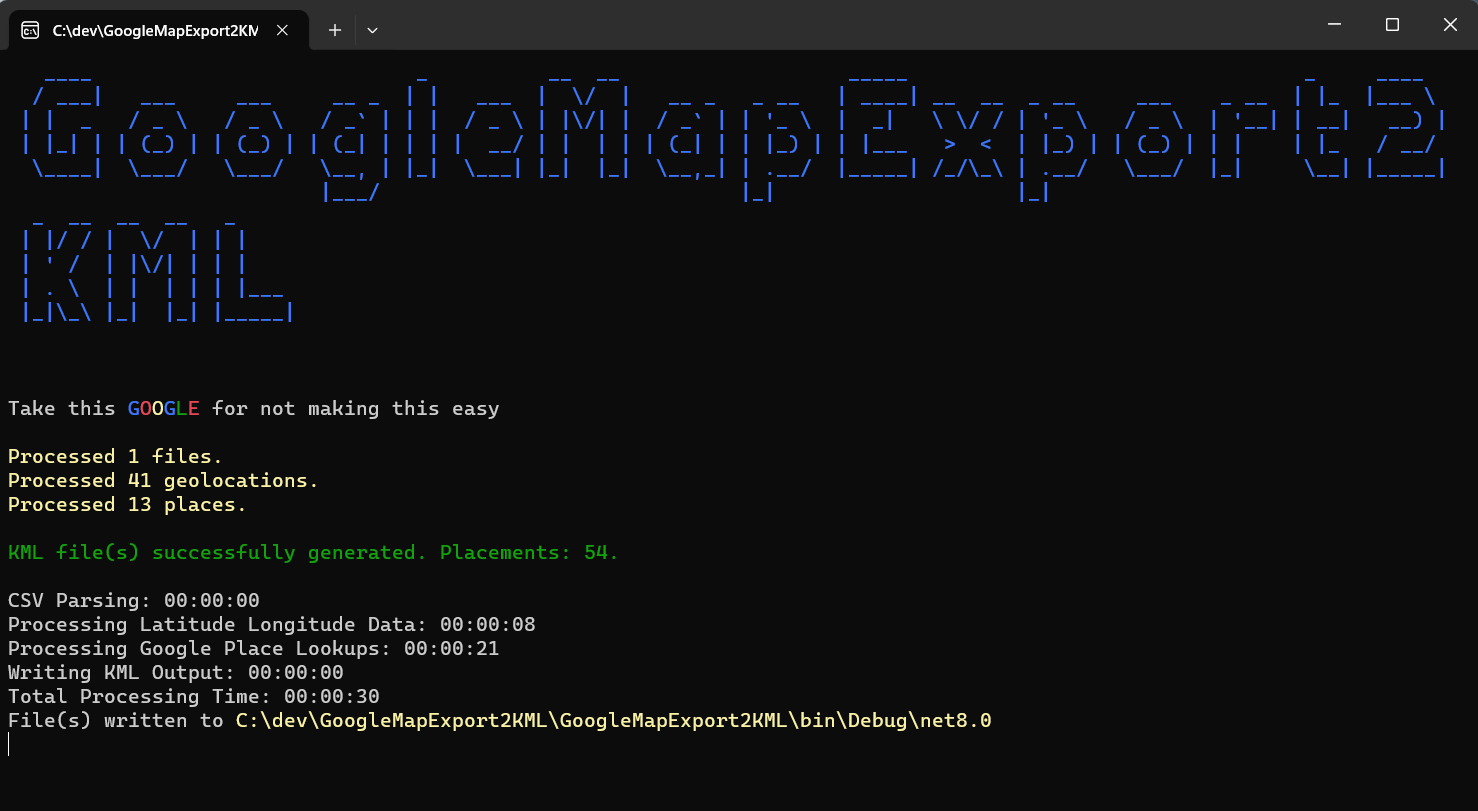 C:\dev\GoogleMapExport2KM
GoogleMapExport2
KML
Take this GOOGLE for not making this easy
Processed 1 files.
Processed 41 geolocations.
Processed 13 places.
KML file(s) successfully generated. Placements: 54.
CSV Parsing: 00:00:00
Processing Latitude Longitude Data: 00:00:08
Processing Google Place Lookups: 00:00:21
Writing KML Output: 00:00:00
Total Processing Time: 00:00:30
File(s) written to C:\dev\GoogleMapExport2KML\GoogleMapExport2KML\bin\Debug\net8.0